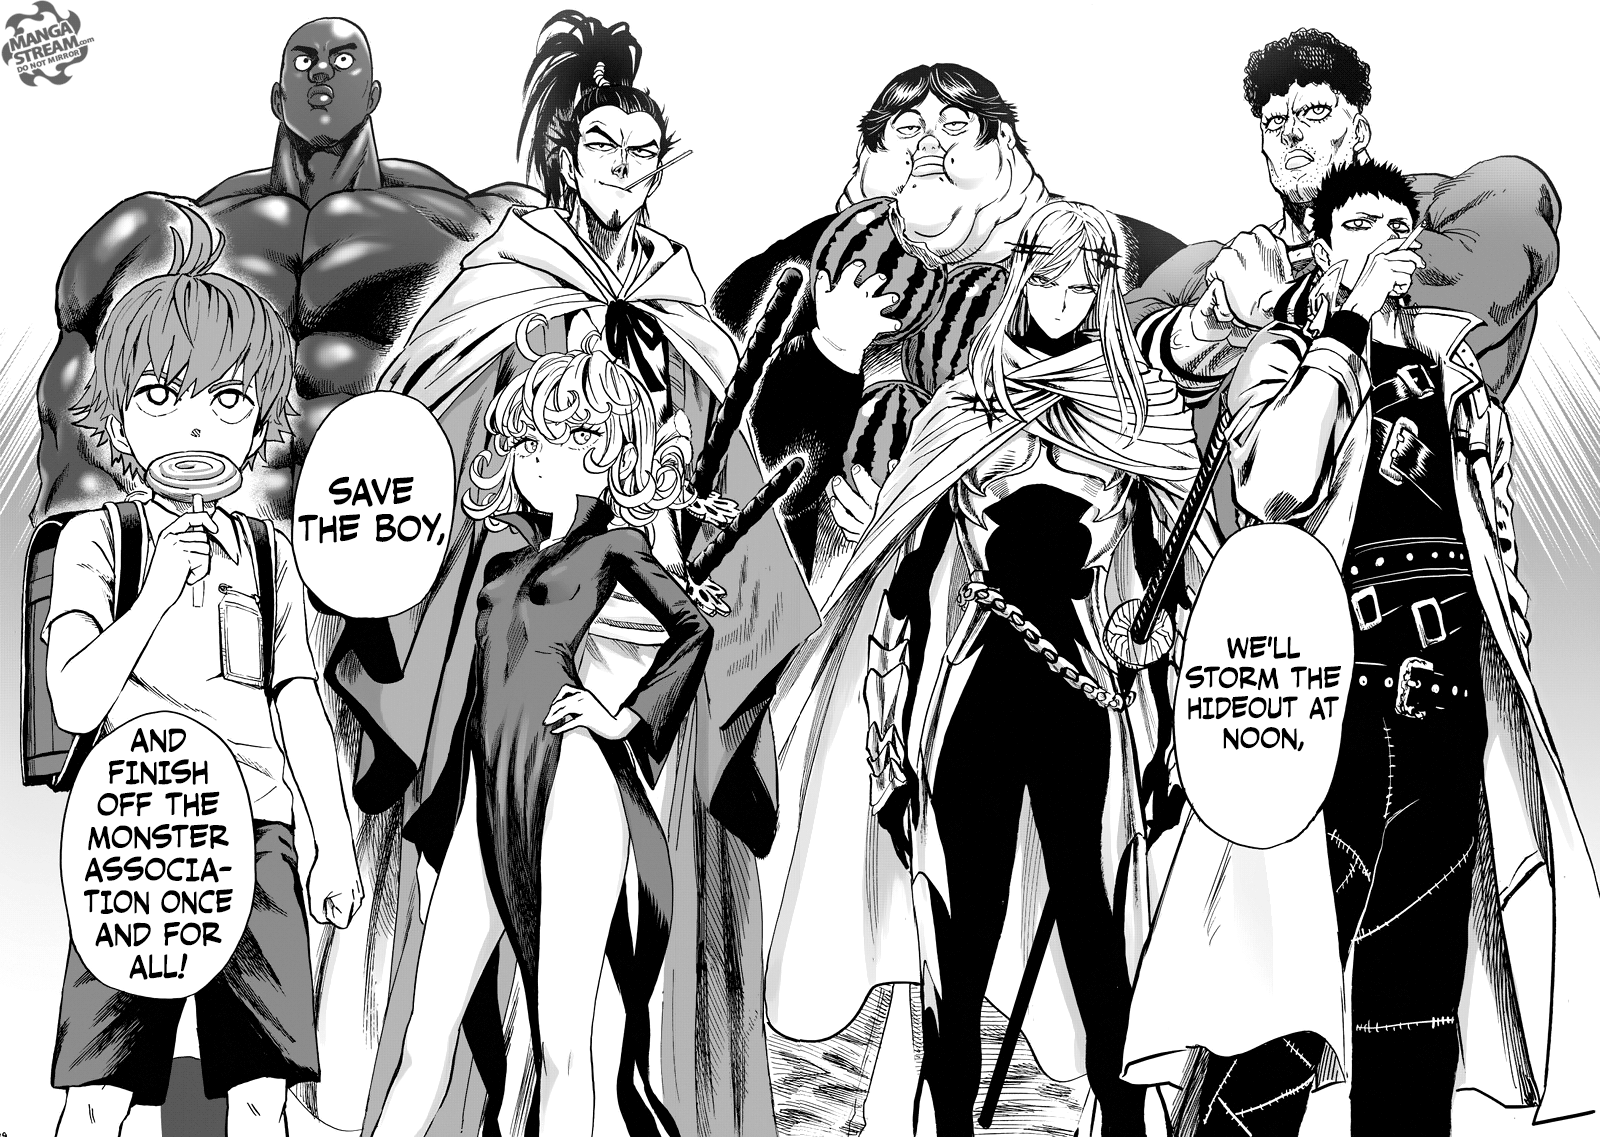 MANGA
STREAM.com
DO NOT MIRROR
WE'LL
STORM THE
HIDEOUT AT
NOON,
SAVE
THE BOY,
AND
FINISH
OFF THE
MONSTER
ASSOCIA-
TION ONCE
AND FOR
ALL!